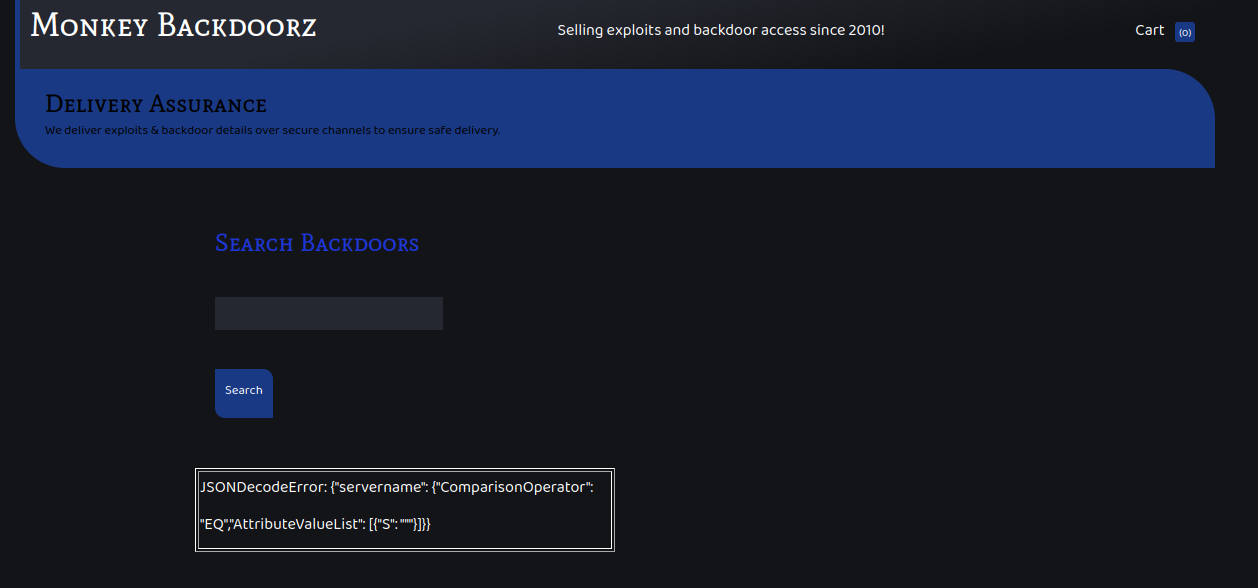 Monkey Backdoorz
Selling exploits and backdoor access since 2010!
Cart (0)
Delivery Assurance
We deliver exploits & backdoor details over secure channels to ensure safe delivery.
Search Backdoors
Search
JSONDecodeError: {"servername": {"ComparisonOperator":
"EQ","AttributeValueList": [{"S": """}]}}